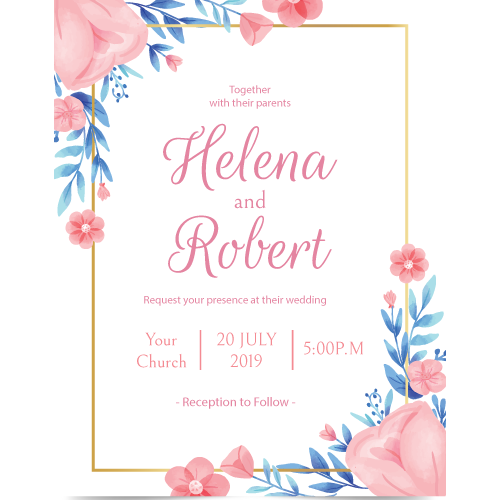 Together
with their parents
Helena
and
Robert
Request your presence at their wedding
Your
Church
20 JULY
2019
5:00P.M
- Reception to Follow -